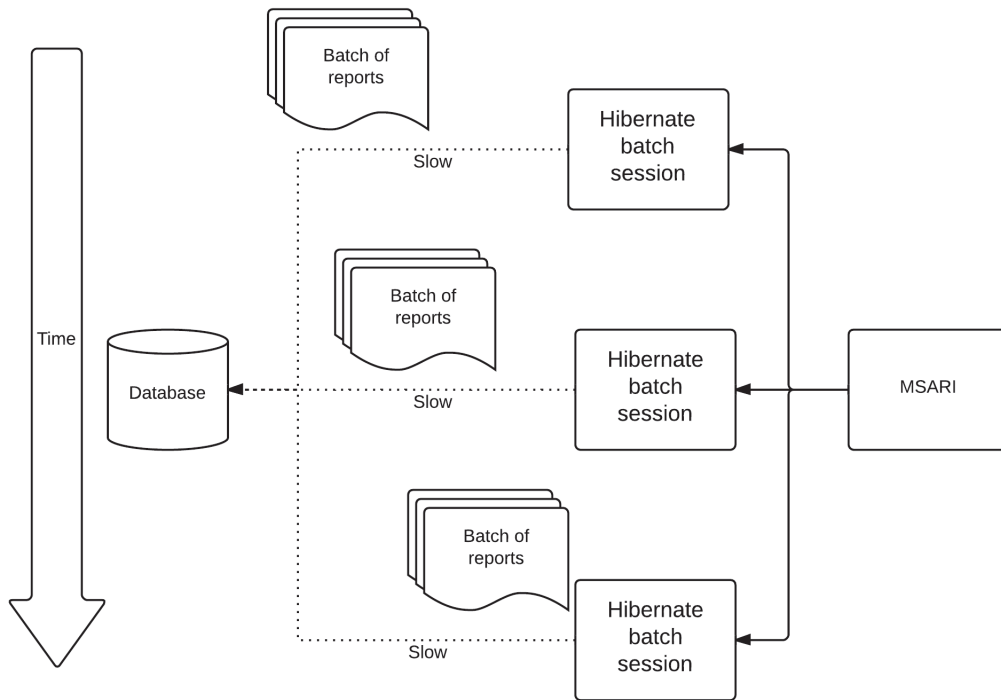 Batch of
reports
Hibernate
batch
session
Slow
Batch of
reports
Time
Database
Slow
Hibernate
batch
session
MSARI
Batch of
reports
Hibernate
batch
session
Slow